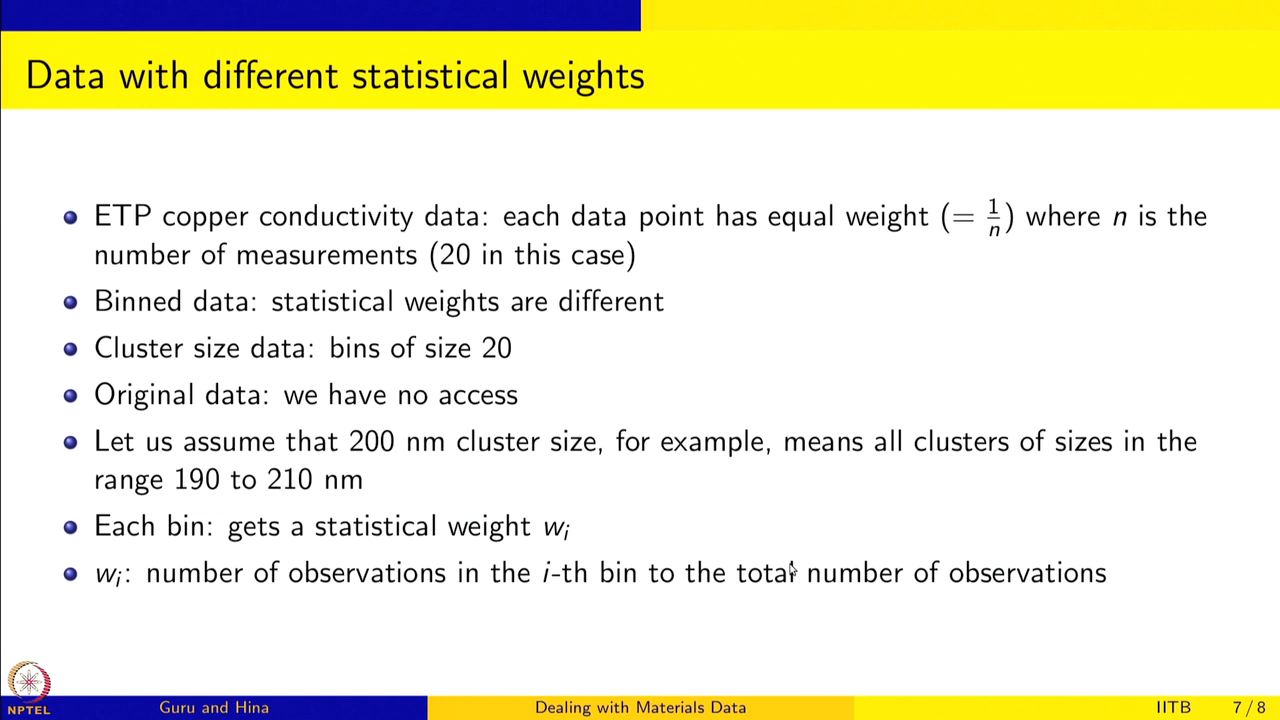 Data with different statistical weights
ETP copper conductivity data: each data point has equal weight (= 1/n) where n is the
number of measurements (20 in this case)
Binned data: statistical weights are different
Cluster size data: bins of size 20
Original data: we have no access
Let us assume that 200 nm cluster size, for example, means all clusters of sizes in the
range 190 to 210 nm
Each bin: gets a statistical weight wᵢ
wᵢ: number of observations in the i-th bin to the total number of observations
NPTEL
Guru and Hina
Dealing with Materials Data
IITB
7 / 8